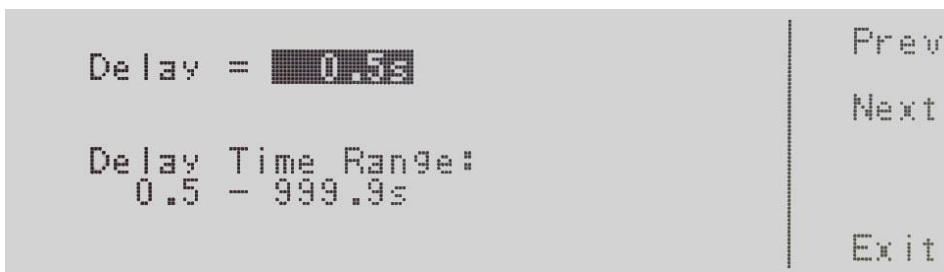 Delay = 0.5s
Delay Time Range:
0.5 - 999.9s
Prev
Next
Exit